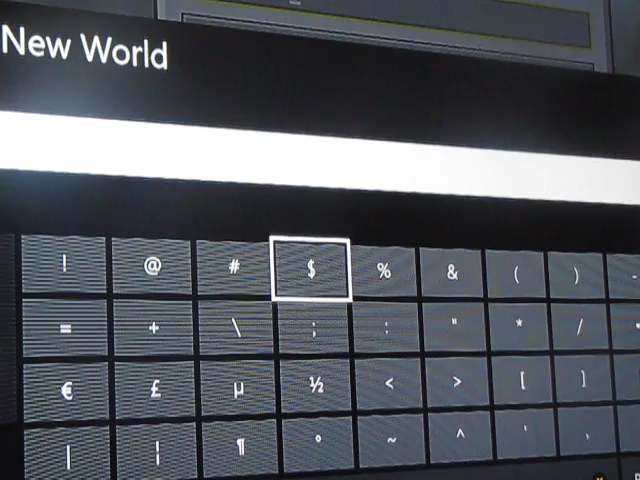 New World
! @ # $ % & ( )
= + \ ; : " * /
€ £ µ ½ < > [ ]
| ¦ ¶ ° ~ ^ ' ,